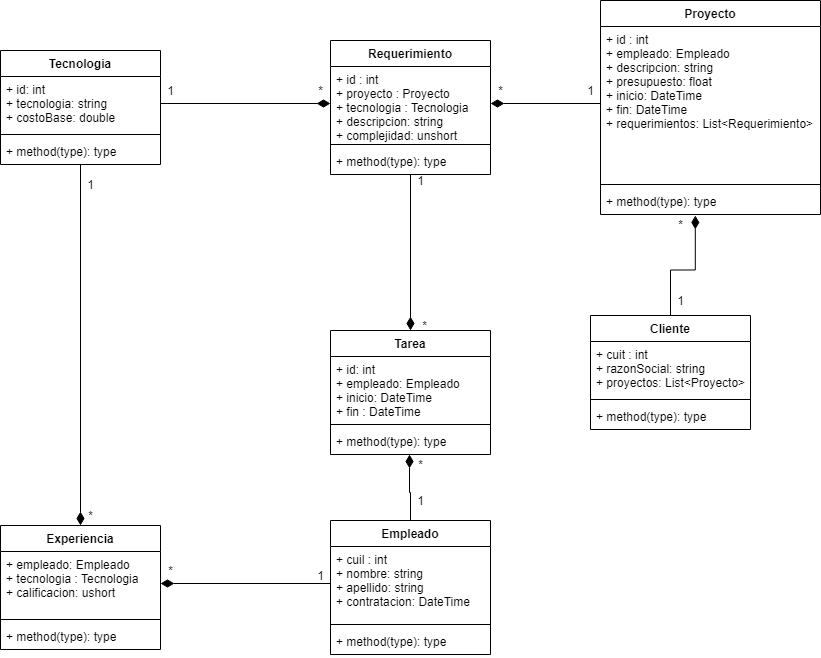 Proyecto
+ id : int
+ empleado: Empleado
+ descripcion: string
+ presupuesto: float
+ inicio: DateTime
+ fin: DateTime
+ requerimientos: List<Requerimiento>
+ method(type): type
Tecnologia
+ id: int
+ tecnologia: string
+ costoBase: double
+ method(type): type
Requerimiento
+ id : int
+ proyecto : Proyecto
+ tecnologia : Tecnologia
+ descripcion: string
+ complejidad: unshort
+ method(type): type
1
*
*
1
1
1
*
1
*
Tarea
+ id: int
+ empleado: Empleado
+ inicio: DateTime
+ fin : DateTime
+ method(type): type
Cliente
+ cuit : int
+ razonSocial: string
+ proyectos: List<Proyecto>
+ method(type): type
*
1
*
Experiencia
+ empleado: Empleado
+ tecnologia : Tecnologia
+ calificacion: ushort
+ method(type): type
*
1
Empleado
+ cuil : int
+ nombre: string
+ apellido: string
+ contratacion: DateTime
+ method(type): type